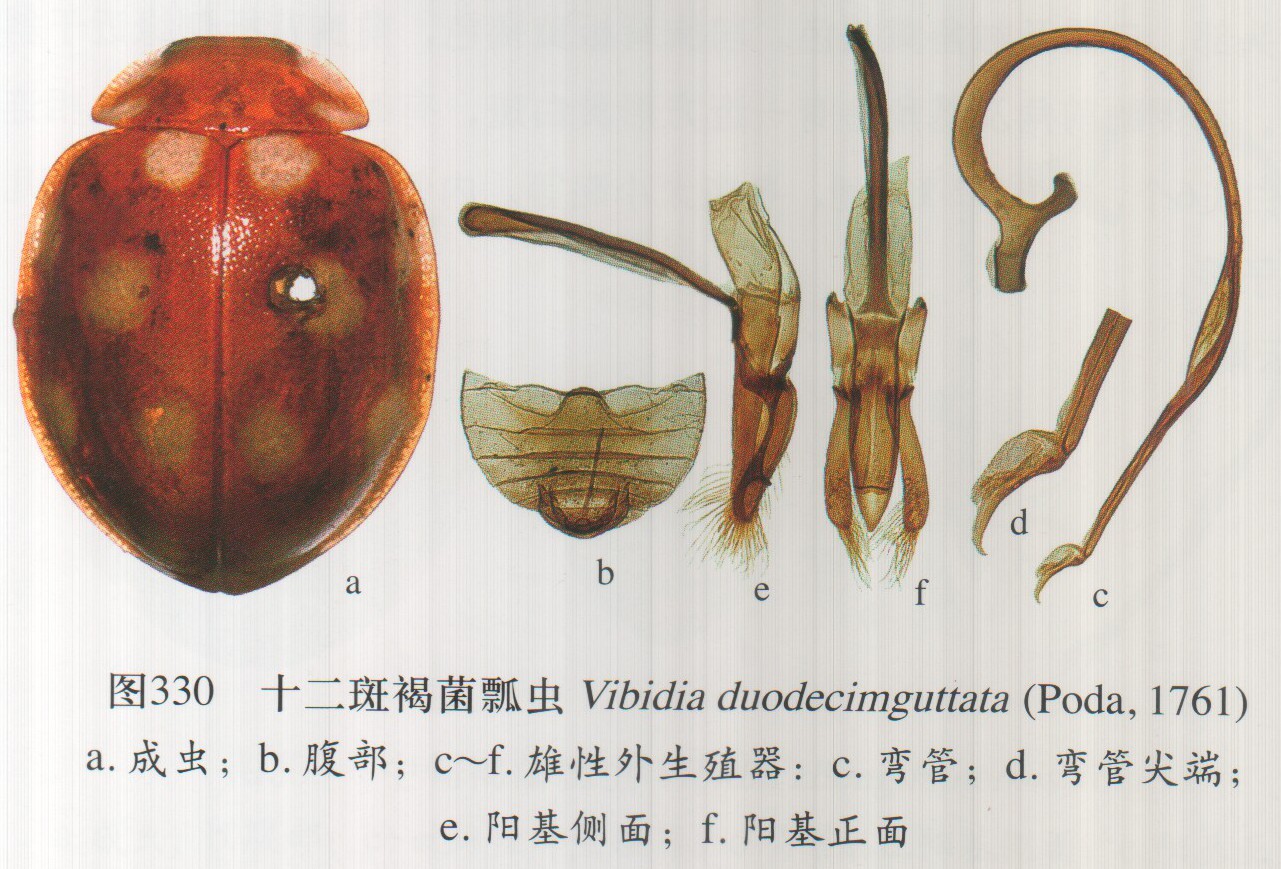 a
b
e
f
d
c
图330 十二斑褐菌瓢虫 Vibidia duodecimguttata (Poda, 1761)
a. 成虫；b. 腹部；c～f. 雄性外生殖器：c. 弯管；d. 弯管尖端；
e. 阳基侧面；f. 阳基正面